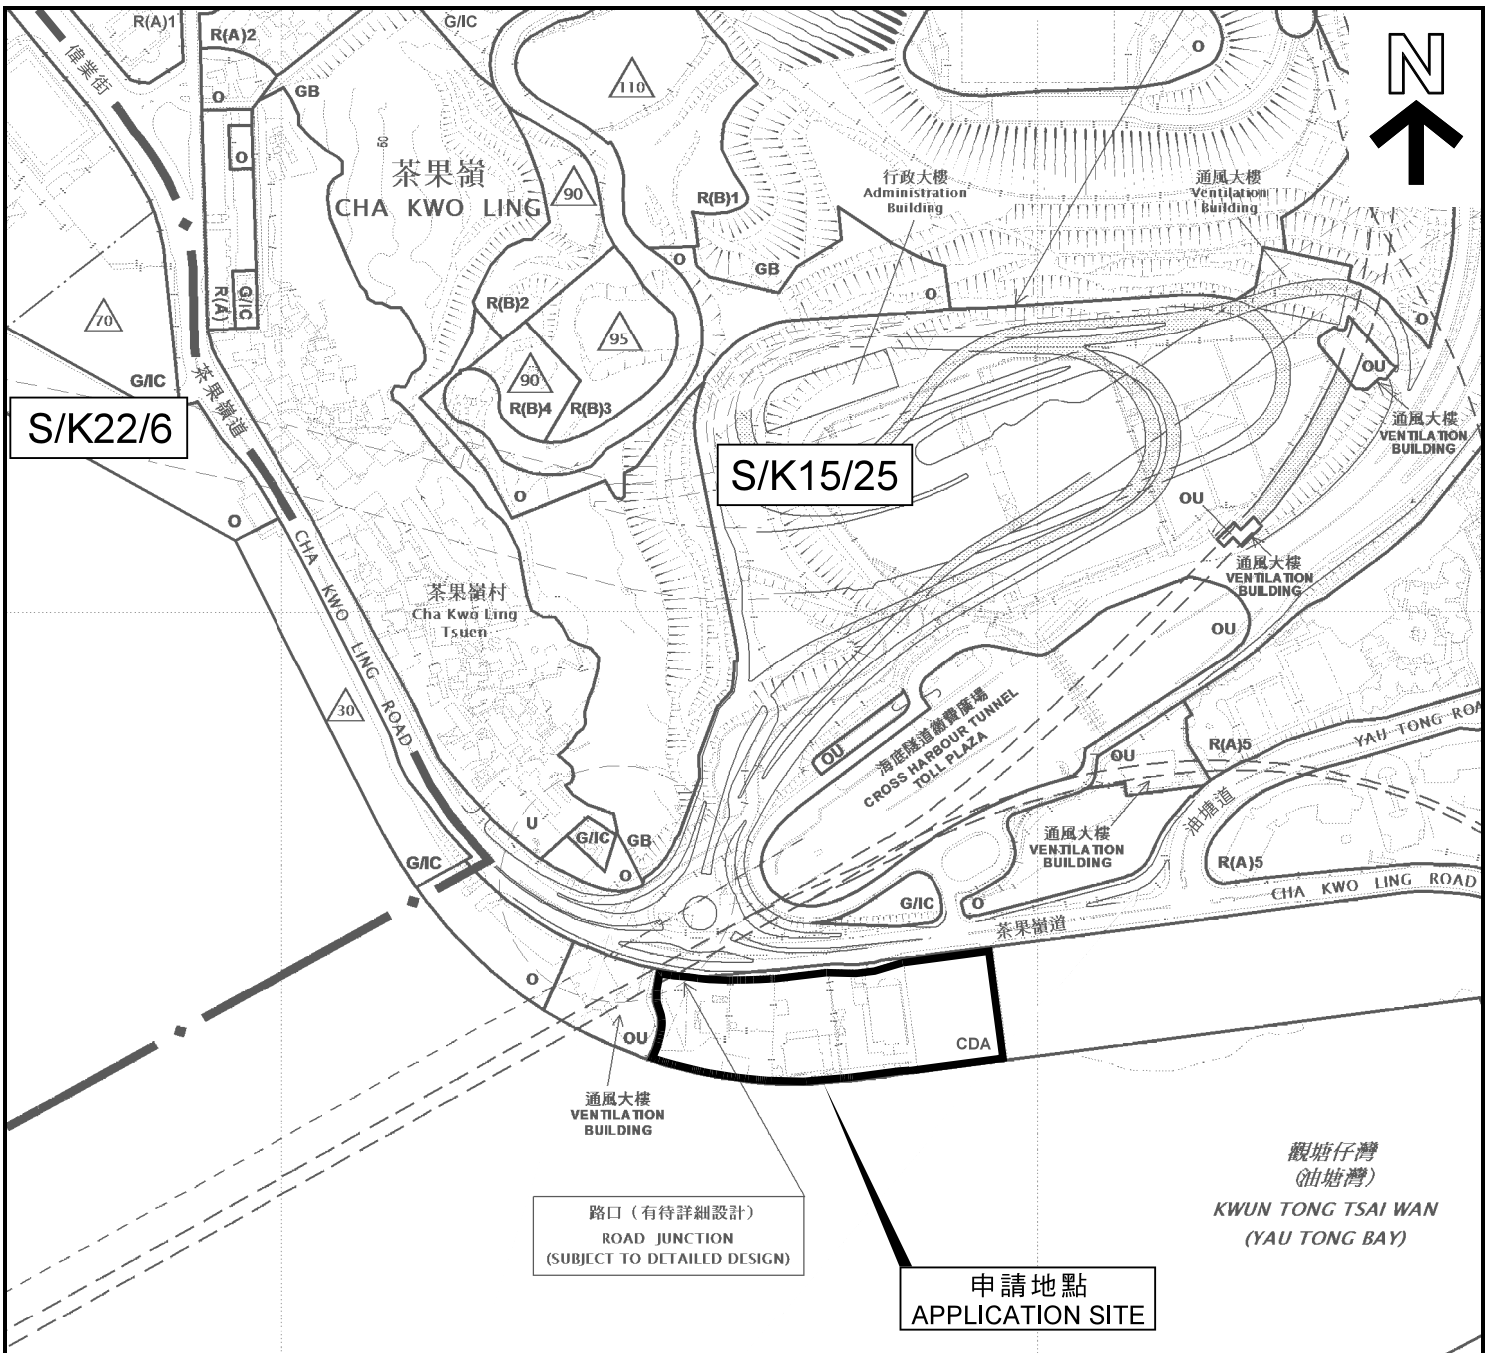 R(A)1
R(A)2
G/IC
O
N
偉業街
GB
O
110
60
茶果嶺
CHA KWO LING
90
O
R(B)1
行政大樓
Administration
Building
通風大樓
Ventilation
Building
GB
O
O
R(A)
G/IC
R(B)2
70
95
O
G/IC
茶果嶺道
90
R(B)4
R(B)3
OU
通風大樓
VENTILATION
BUILDING
S/K22/6
S/K15/25
O
O
OU
CHA KWO LING ROAD
通風大樓
VENTILATION
BUILDING
茶果嶺村
Cha Kwo Ling
Tsuen
OU
30
海底隧道繳費廣場
CROSS HARBOUR TUNNEL
TOLL PLAZA
OU
OU
R(A)5
YAU TONG ROA
油塘道
U
G/IC
GB
O
通風大樓
VENTILATION
BUILDING
R(A)5
G/IC
G/IC
O
CHA KWO LING ROAD
茶果嶺道
O
OU
CDA
通風大樓
VENTILATION
BUILDING
觀塘仔灣
(油塘灣)
KWUN TONG TSAI WAN
(YAU TONG BAY)
路口（有待詳細設計）
ROAD JUNCTION
(SUBJECT TO DETAILED DESIGN)
申請地點
APPLICATION SITE